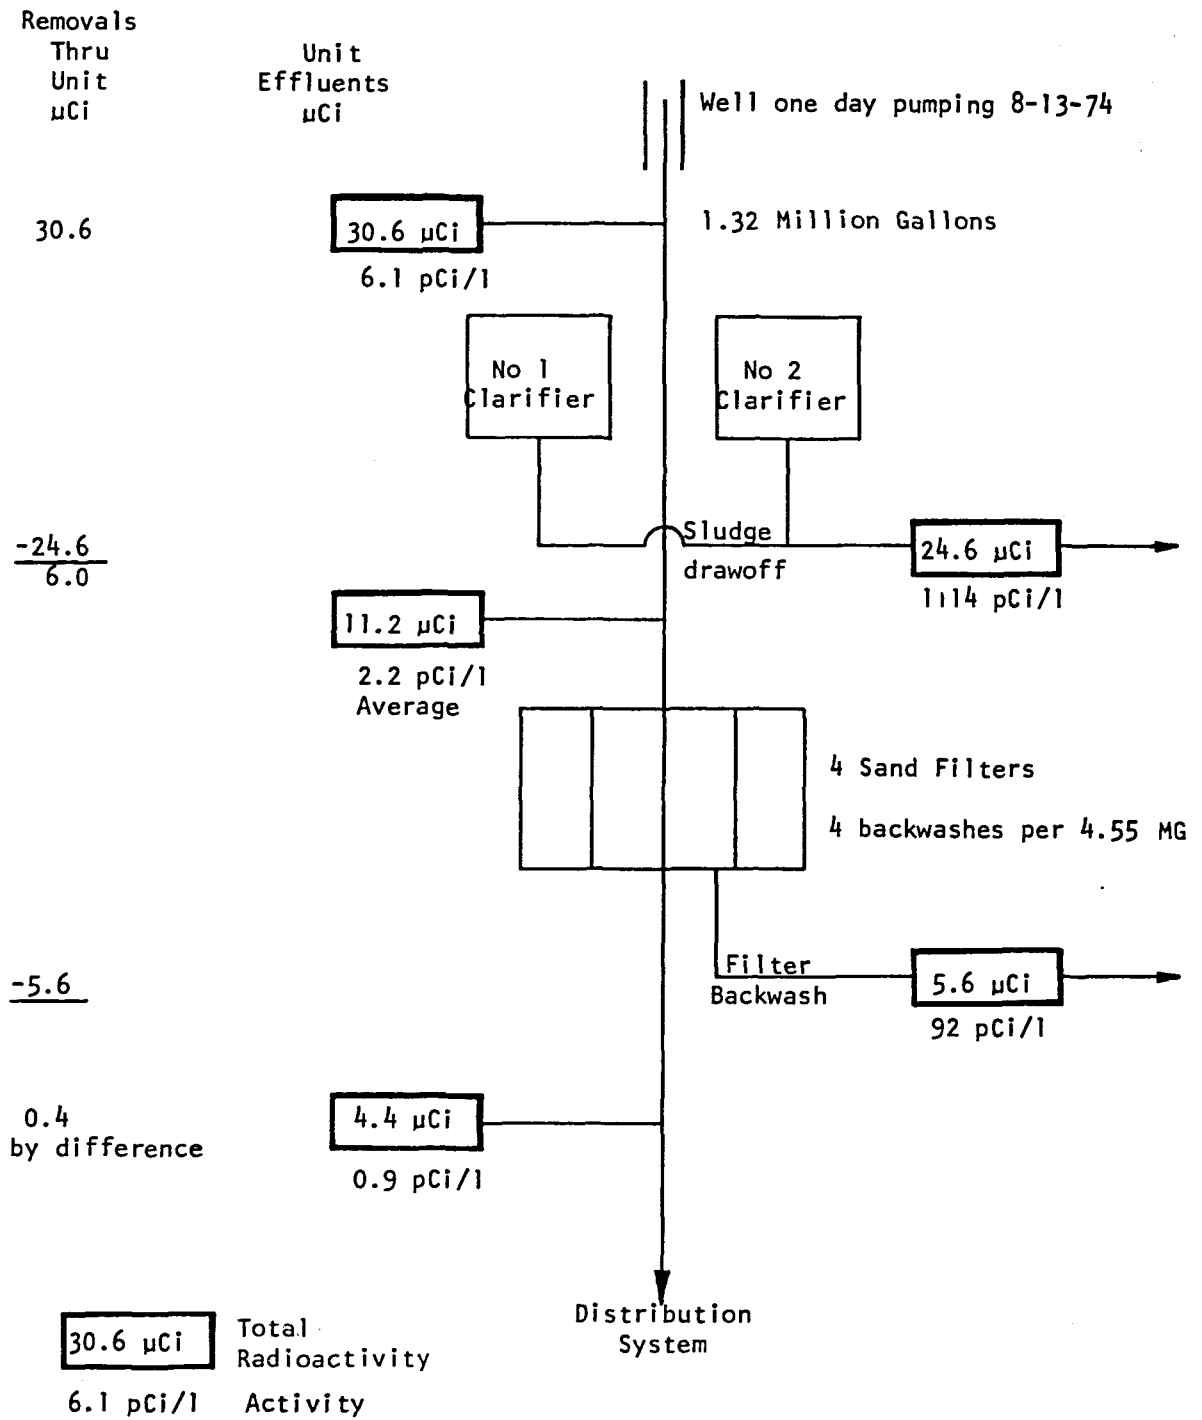 Removals
Thru
Unit
µCi
Unit
Effluents
µCi
Well one day pumping 8-13-74
30.6
30.6 µCi
6.1 pCi/l
1.32 Million Gallons
No 1
Clarifier
No 2
Clarifier
-24.6
6.0
Sludge
drawoff
24.6 µCi
1114 pCi/l
11.2 µCi
2.2 pCi/l
Average
4 Sand Filters
4 backwashes per 4.55 MG
-5.6
Filter
Backwash
5.6 µCi
92 pCi/l
0.4
by difference
4.4 µCi
0.9 pCi/l
Distribution
System
30.6 µCi
Total
Radioactivity
6.1 pCi/l
Activity